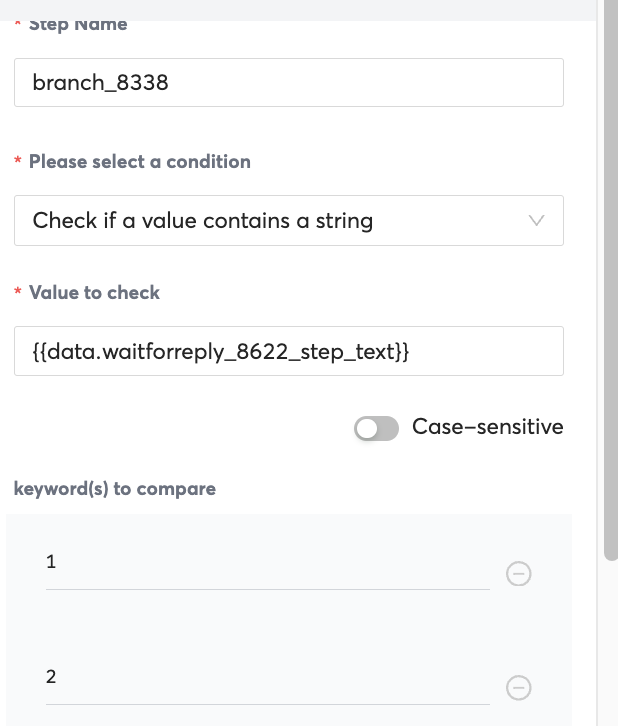 * Step Name
branch_8338
* Please select a condition
Check if a value contains a string
* Value to check
{{data.waitforreply_8622_step_text}}
Case-sensitive
keyword(s) to compare
1
2